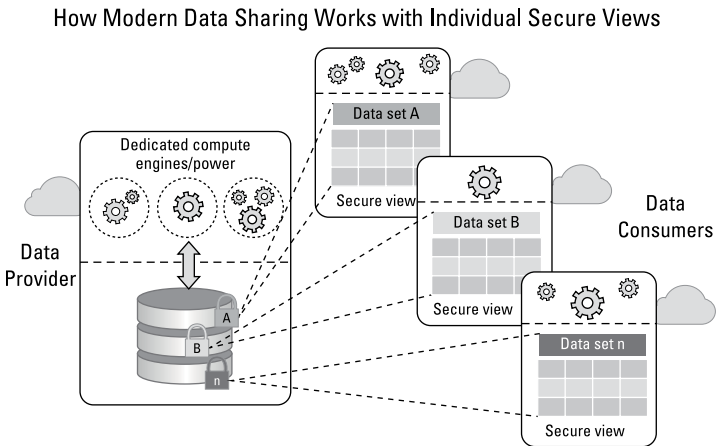 How Modern Data Sharing Works with Individual Secure Views
Dedicated compute
engines/power
Data
Provider
A
B
n
Data set A
Secure view
Data set B
Secure view
Data set n
Secure view
Data
Consumers